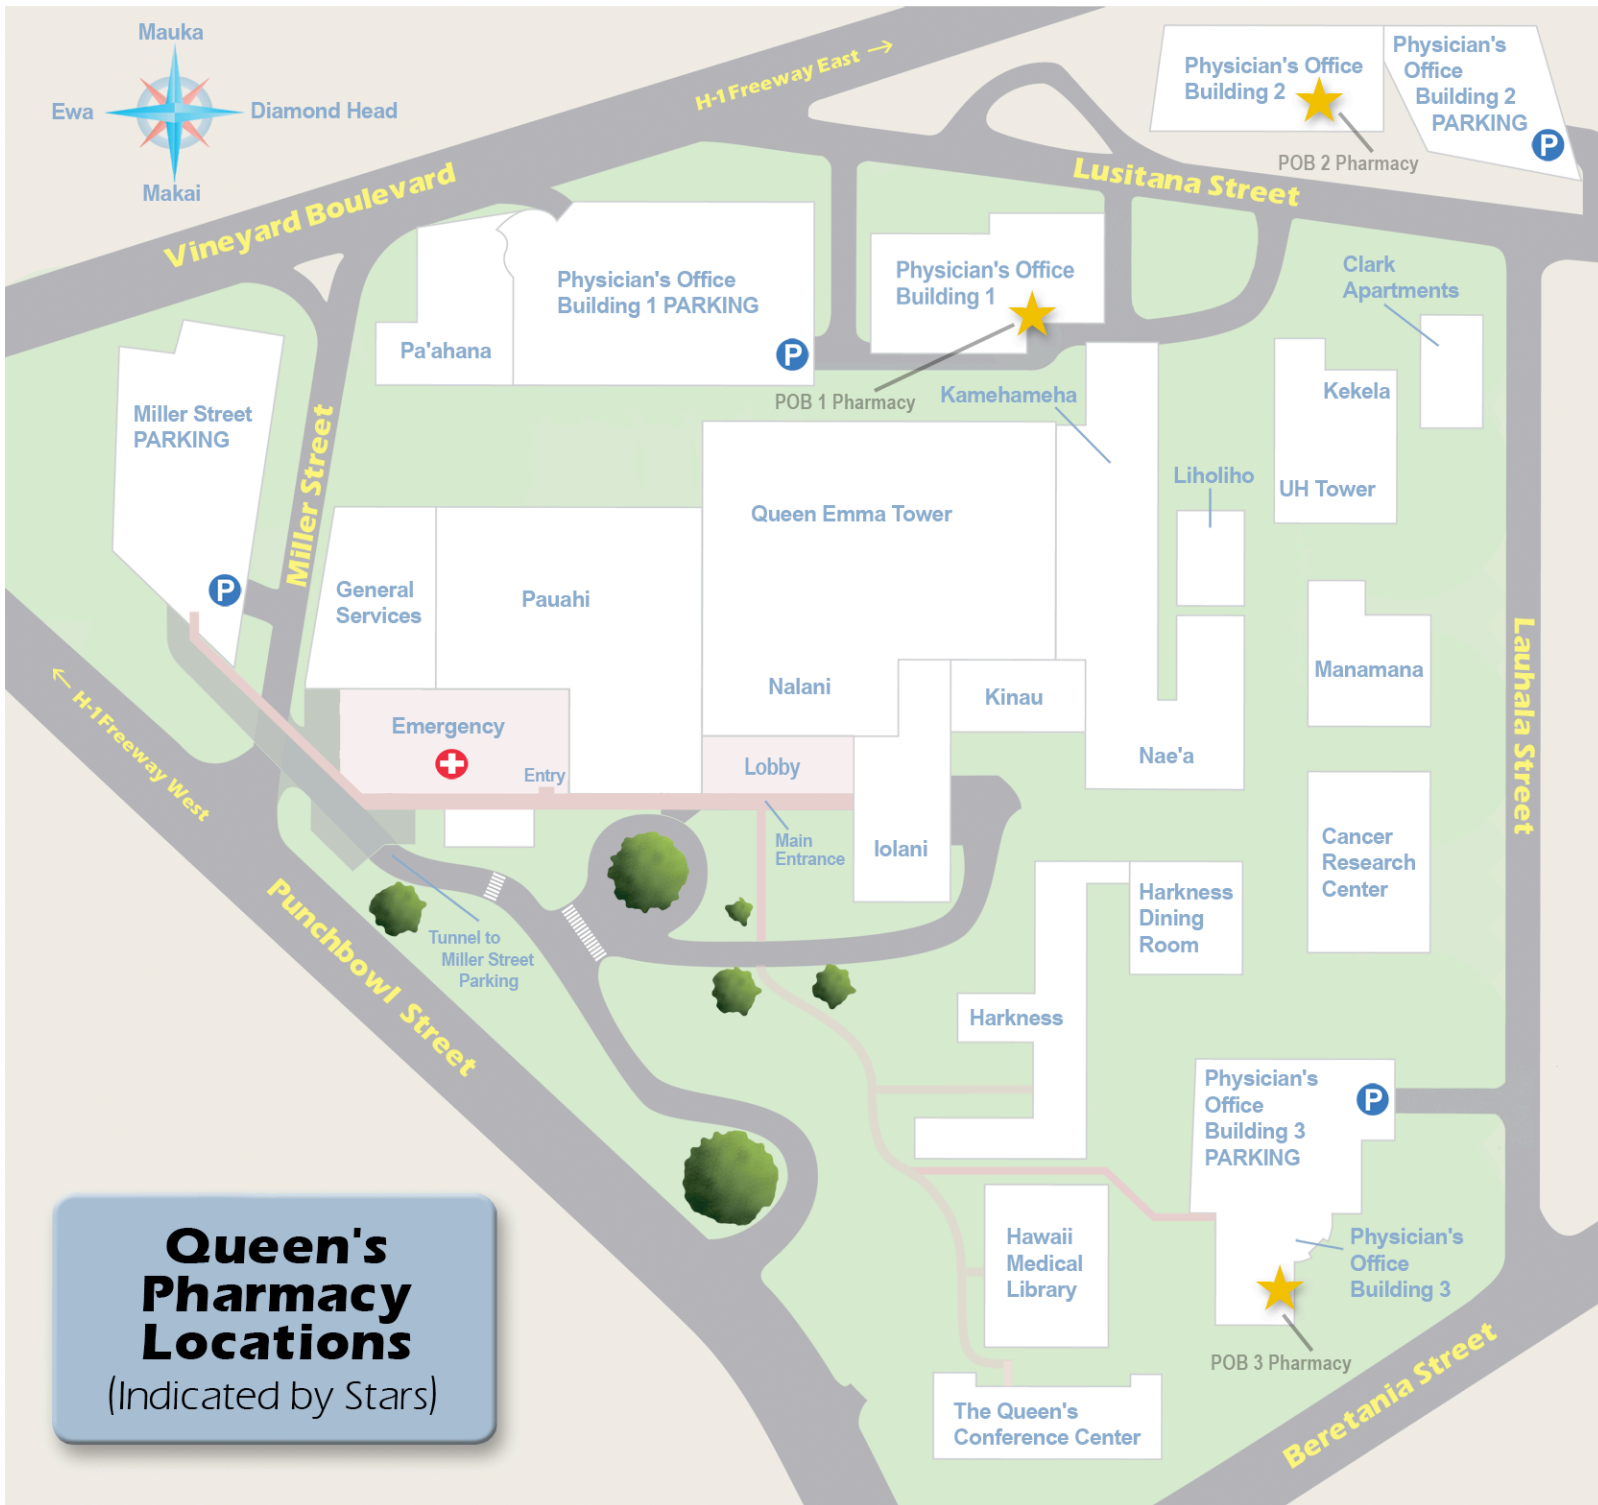 Mauka
Ewa
Diamond Head
Makai
H-1 Freeway East →
Vineyard Boulevard
Lusitana Street
Physician's Office
Building 2
Physician's
Office
Building 2
PARKING
P
POB 2 Pharmacy
Physician's Office
Building 1 PARKING
P
Pa'ahana
Physician's Office
Building 1
POB 1 Pharmacy
Kamehameha
Clark
Apartments
Kekela
UH Tower
Liholiho
Miller Street
PARKING
P
Miller Street
Queen Emma Tower
General
Services
Pauahi
Nalani
Kinau
Manamana
Lauhala Street
Emergency
Entry
Lobby
Nae'a
← H-1 Freeway West
Main
Entrance
Iolani
Cancer
Research
Center
Harkness
Dining
Room
Tunnel to
Miller Street
Parking
Punchbowl Street
Harkness
Physician's
Office
Building 3
PARKING
P
Hawaii
Medical
Library
Physician's
Office
Building 3
POB 3 Pharmacy
Beretania Street
The Queen's
Conference Center
Queen's
Pharmacy
Locations
(Indicated by Stars)